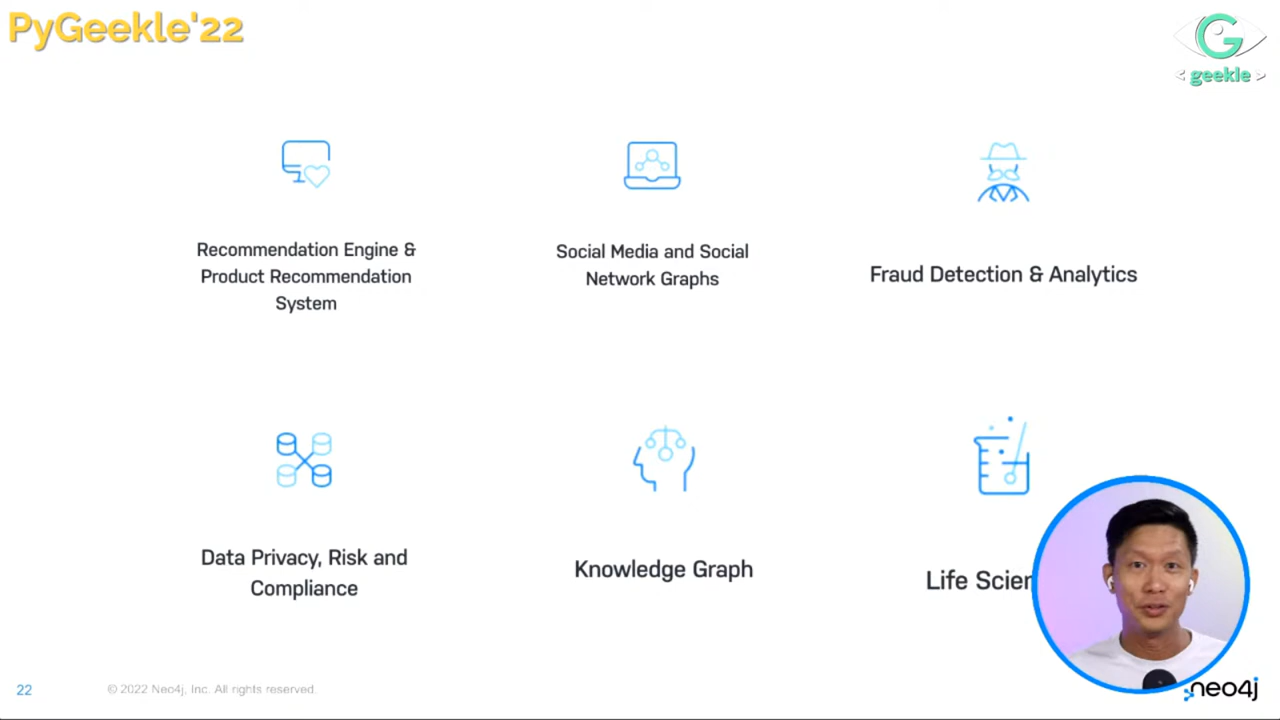 PyGeekle'22
G
< geekle >
Recommendation Engine &
Product Recommendation
System
Social Media and Social
Network Graphs
Fraud Detection & Analytics
Data Privacy, Risk and
Compliance
Knowledge Graph
Life
22
© 2022 Neo4j, Inc. All rights reserved.
neo4j